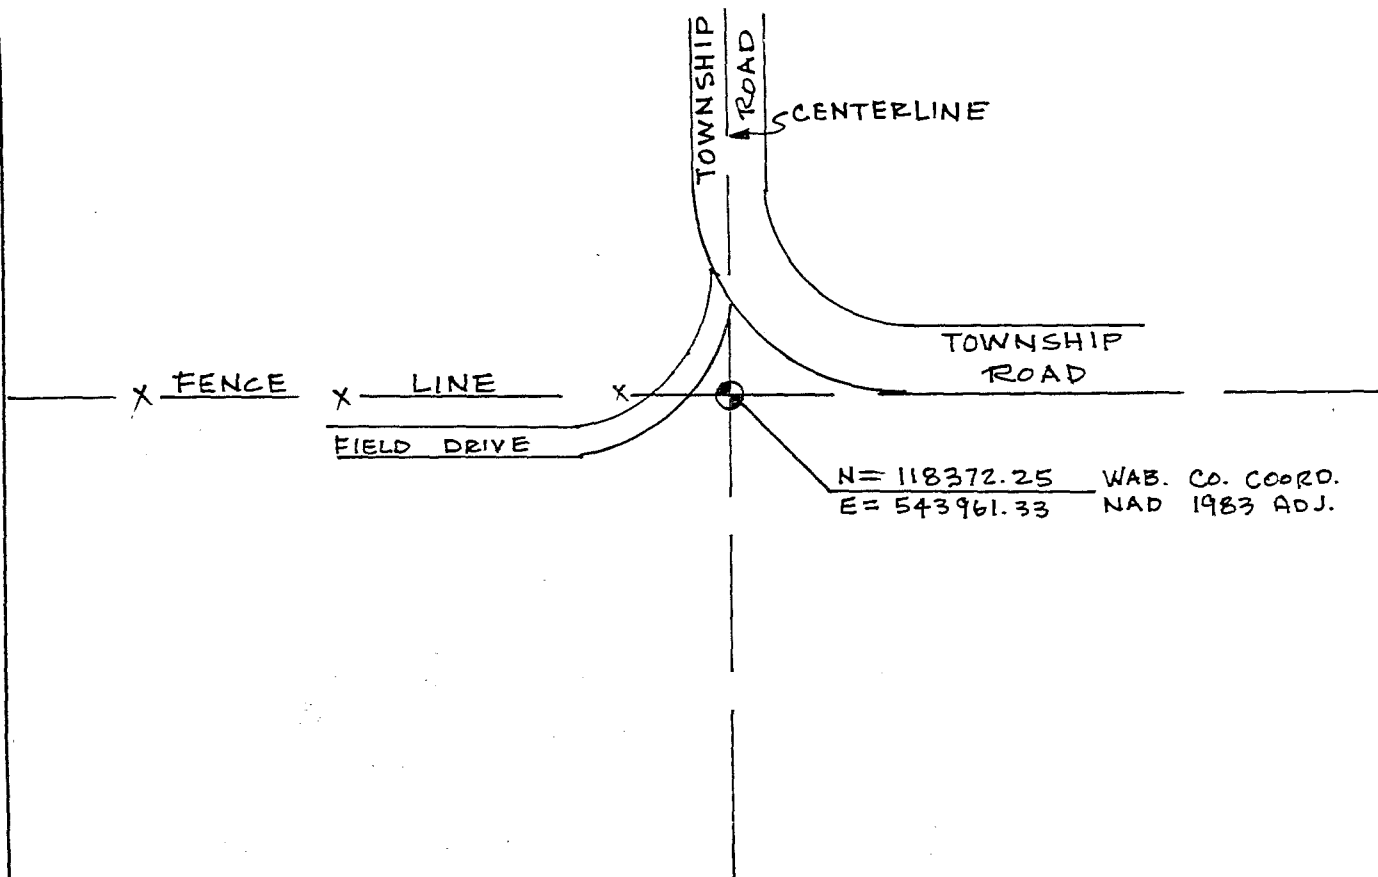 TOWNSHIP
ROAD
CENTERLINE
TOWNSHIP
ROAD
X FENCE X LINE X
FIELD DRIVE
N= 118372.25 WAB. CO. COORD.
E= 543961.33 NAD 1983 ADJ.